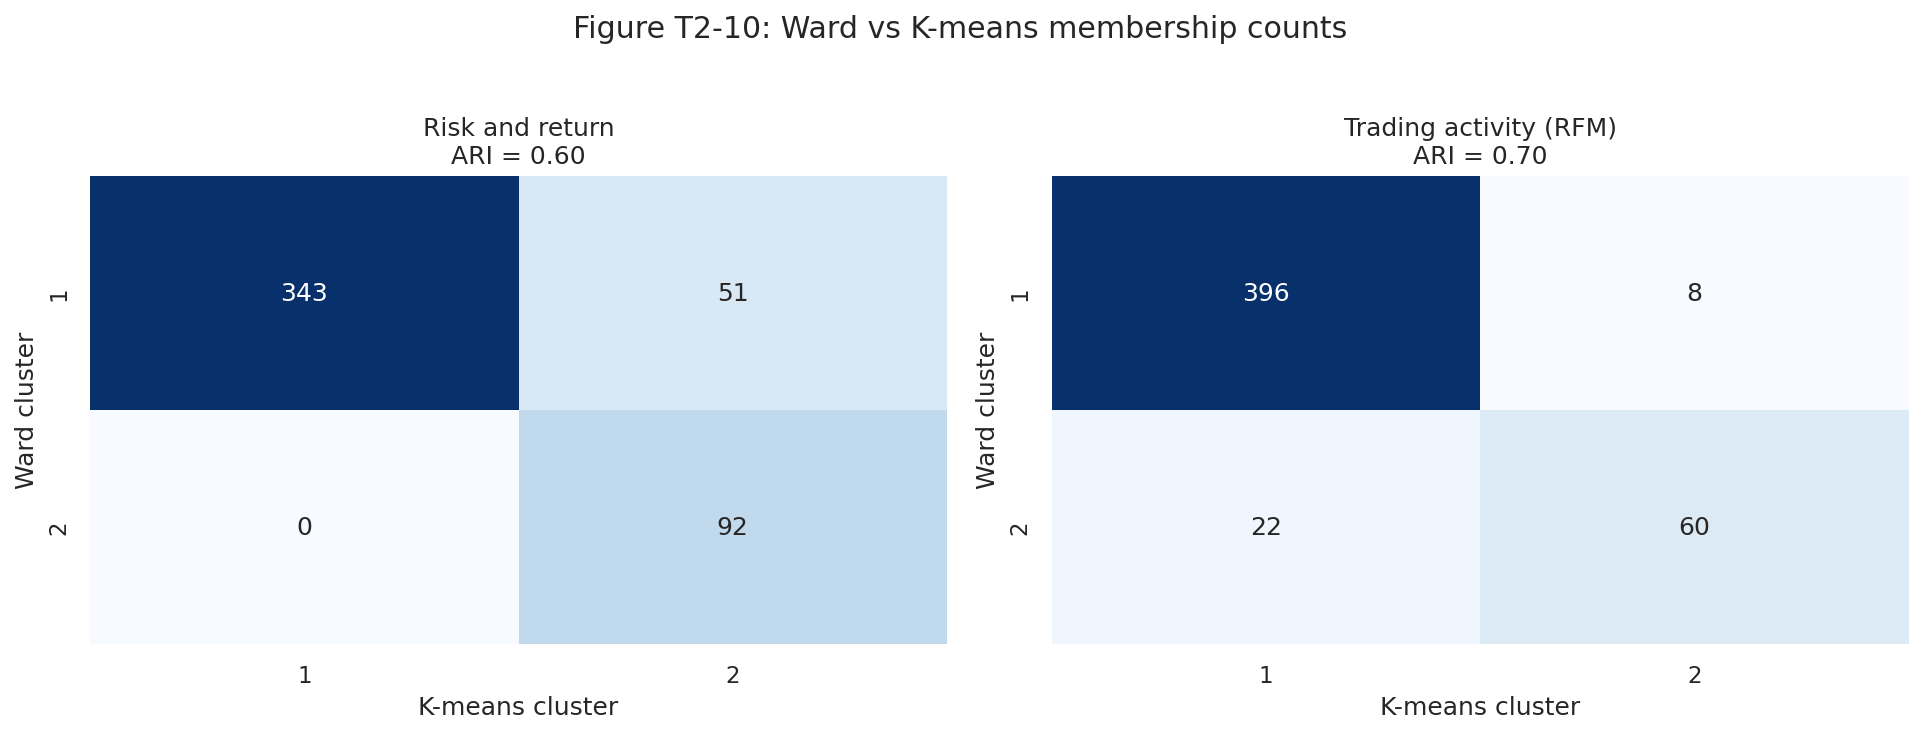 Figure T2-10: Ward vs K-means membership counts
Risk and return
ARI = 0.60
Ward cluster
1
343
51
2
0
92
1
2
K-means cluster
Trading activity (RFM)
ARI = 0.70
Ward cluster
1
396
8
2
22
60
1
2
K-means cluster